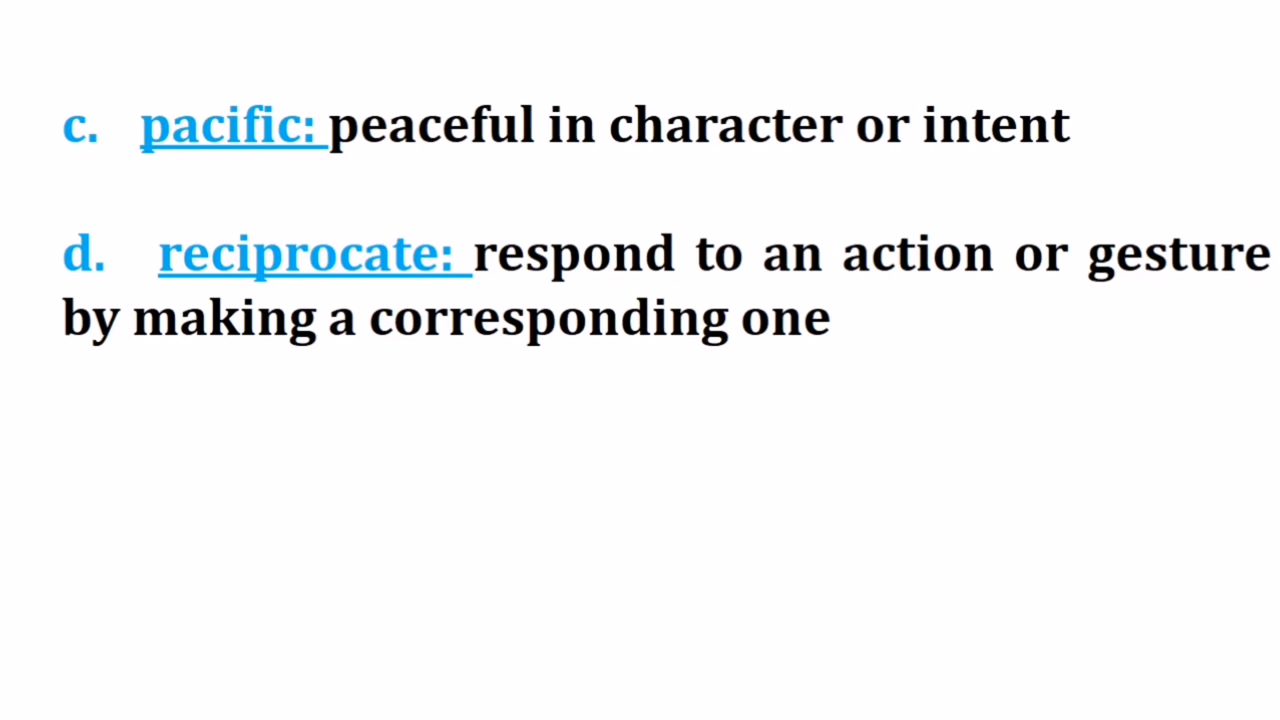 c. pacific: peaceful in character or intent
d. reciprocate: respond to an action or gesture
by making a corresponding one